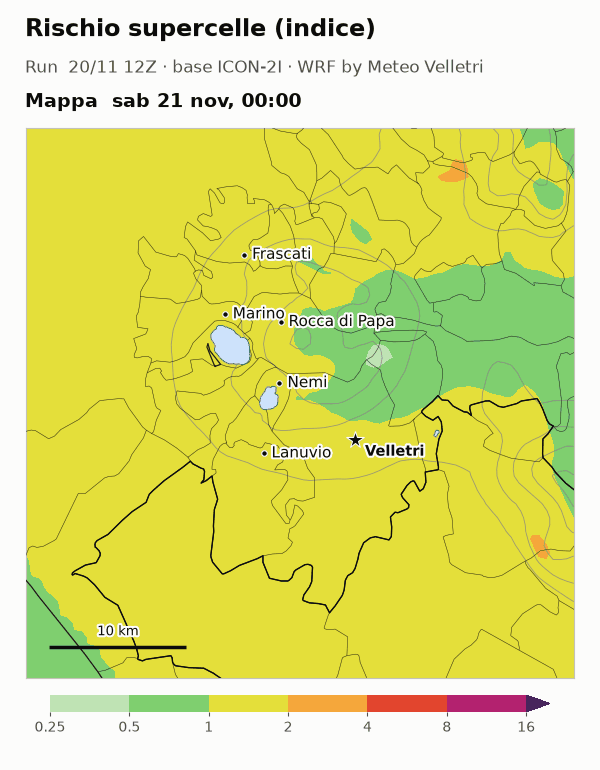 Rischio supercelle (indice)
Run  20/11 12Z · base ICON-2I · WRF by Meteo Velletri
Mappa  sab 21 nov, 00:00
Frascati
Marino
Rocca di Papa
Nemi
Velletri
Lanuvio
10 km
0.25 0.5 1 2 4 8 16